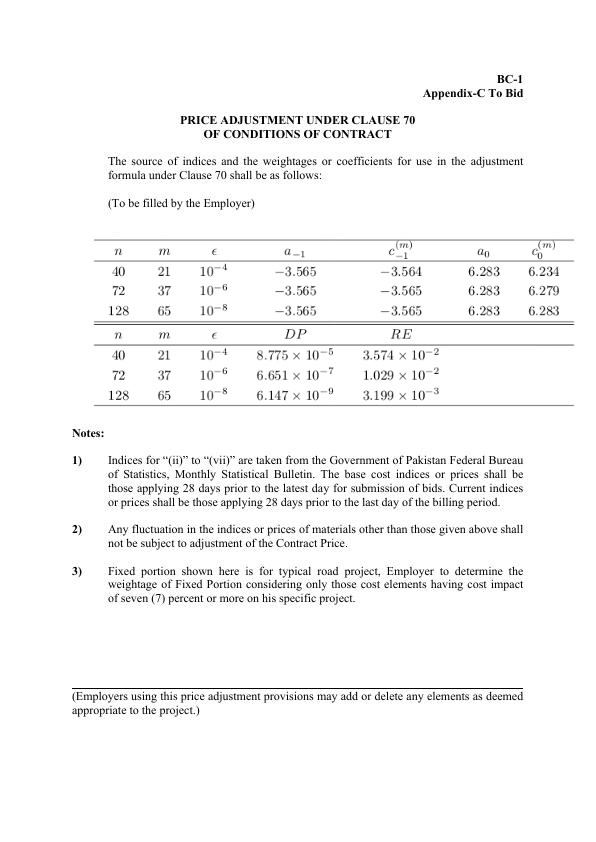 BC-1
Appendix-C To Bid
PRICE ADJUSTMENT UNDER CLAUSE 70
OF CONDITIONS OF CONTRACT
The source of indices and the weightages or coefficients for use in the adjustment
formula under Clause 70 shall be as follows:
(To be filled by the Employer)
n m ϵ a₋₁ c₋₁⁽ᵐ⁾ a₀ c₀⁽ᵐ⁾
40 21 10⁻⁴ −3.565 −3.564 6.283 6.234
72 37 10⁻⁶ −3.565 −3.565 6.283 6.279
128 65 10⁻⁸ −3.565 −3.565 6.283 6.283
n m ϵ DP RE
40 21 10⁻⁴ 8.775 × 10⁻⁵ 3.574 × 10⁻²
72 37 10⁻⁶ 6.651 × 10⁻⁷ 1.029 × 10⁻²
128 65 10⁻⁸ 6.147 × 10⁻⁹ 3.199 × 10⁻³
Notes:
1) Indices for “(ii)” to “(vii)” are taken from the Government of Pakistan Federal Bureau
of Statistics, Monthly Statistical Bulletin. The base cost indices or prices shall be
those applying 28 days prior to the latest day for submission of bids. Current indices
or prices shall be those applying 28 days prior to the last day of the billing period.
2) Any fluctuation in the indices or prices of materials other than those given above shall
not be subject to adjustment of the Contract Price.
3) Fixed portion shown here is for typical road project, Employer to determine the
weightage of Fixed Portion considering only those cost elements having cost impact
of seven (7) percent or more on his specific project.
(Employers using this price adjustment provisions may add or delete any elements as deemed
appropriate to the project.)